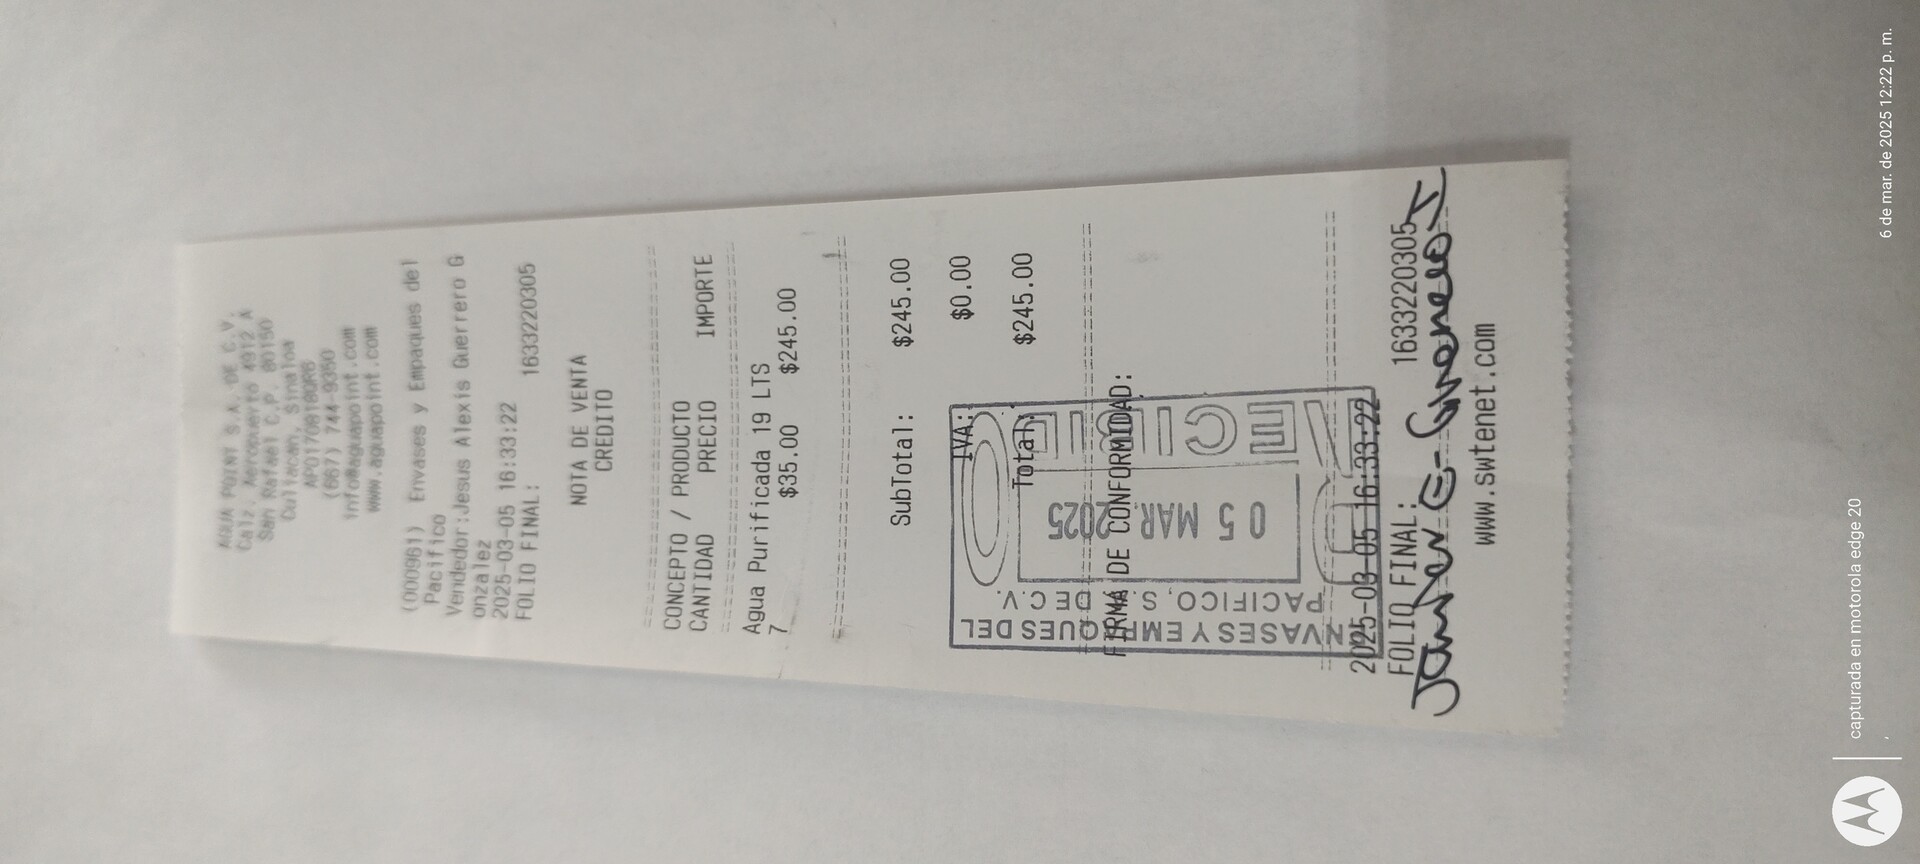 AQUA POINT S.A. DE C.V.
Calz. Aeropuerto 4912 A
San Rafael C.P. 80150
Culiacan, Sinaloa
APO170818DR6
(667) 744-9350
info@aguapoint.com
www.aguapoint.com
(000961) Envases y Empaques del
Pacifico
Vendedor:Jesus Alexis Guerrero G
onzalez
2025-03-05 16:33:22
FOLIO FINAL: 1633220305
NOTA DE VENTA
CREDITO
CONCEPTO / PRODUCTO
CANTIDAD PRECIO IMPORTE
Agua Purificada 19 LTS
7 $35.00 $245.00
SubTotal: $245.00
IVA: $0.00
Total: $245.00
FIRMA DE CONFORMIDAD:
NVASES Y EMPAQUES DEL
PACIFICO, S.A. DE C.V.
05 MAR. 2025
2025-03-05 16:33:22
FOLIO FINAL: 1633220305
www.swtenet.com
capturada en motorola edge 20
6 de mar. de 2025 12:22 p. m.